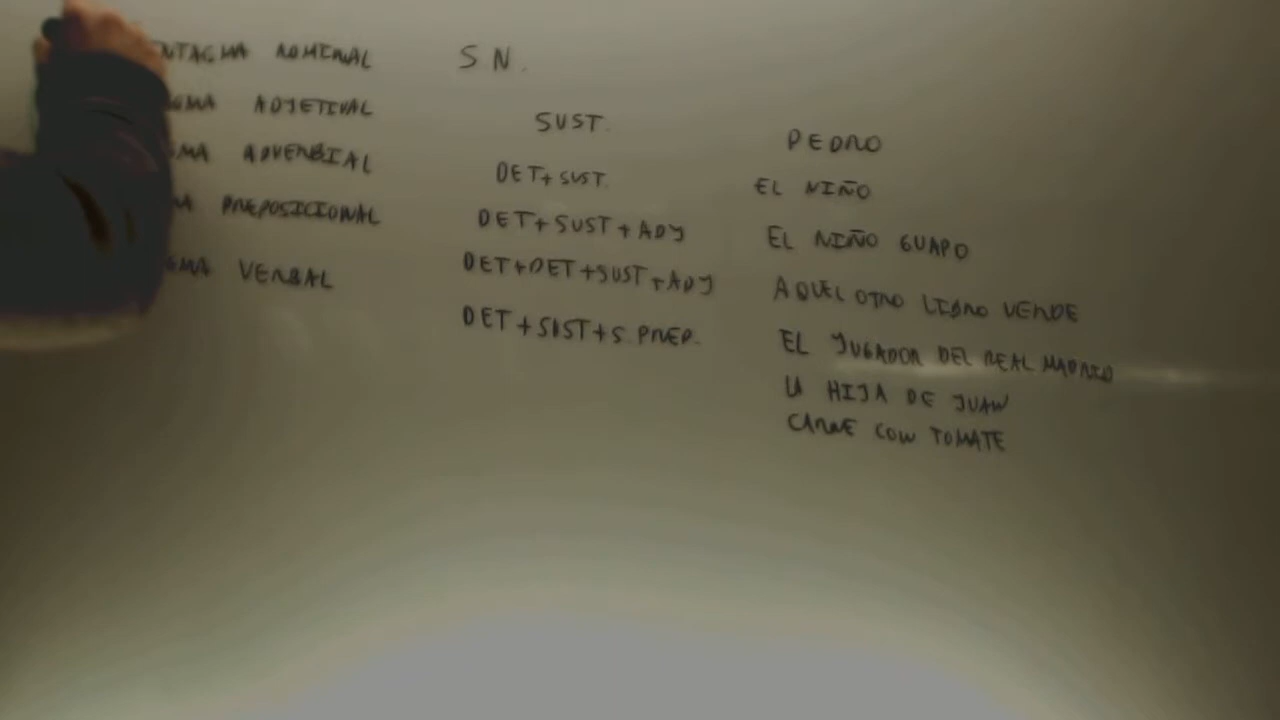 NTAGMA NOMINAL
GMA ADJETIVAL
GMA ADVERBIAL
MA PREPOSICIONAL
GMA VERBAL
S N.
SUST.
DET+SUST.
DET+SUST+ADJ
DET+DET+SUST+ADJ
DET+SUST+S. PREP.
PEDRO
EL NIÑO
EL NIÑO GUAPO
AQUEL OTRO LIBRO VERDE
EL JUGADOR DEL REAL MADRID
LA HIJA DE JUAN
CARNE CON TOMATE